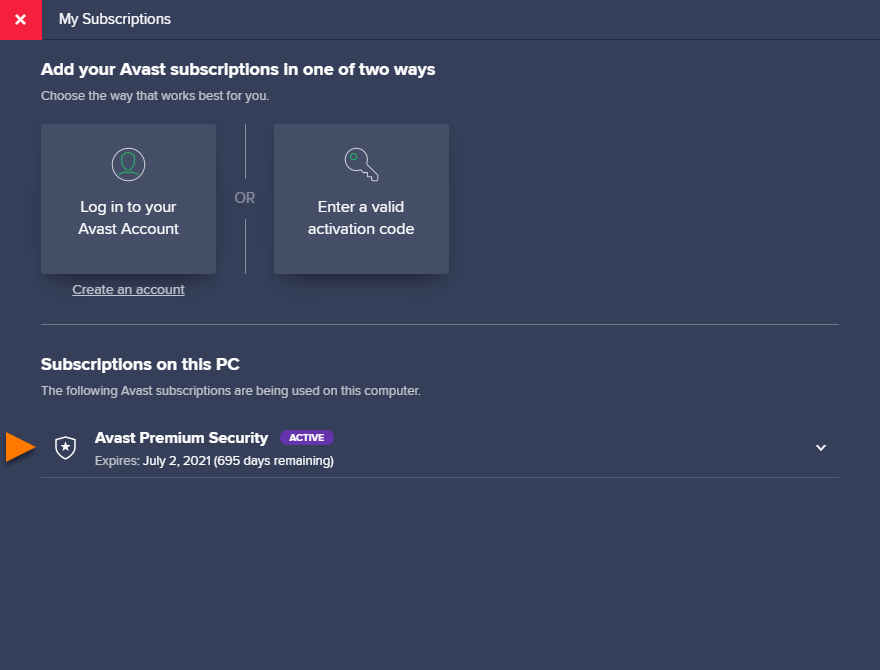 My Subscriptions
Add your Avast subscriptions in one of two ways
Choose the way that works best for you.
Log in to your
Avast Account
OR
Enter a valid
activation code
Create an account
Subscriptions on this PC
The following Avast subscriptions are being used on this computer.
Avast Premium Security ACTIVE
Expires: July 2, 2021 (695 days remaining)